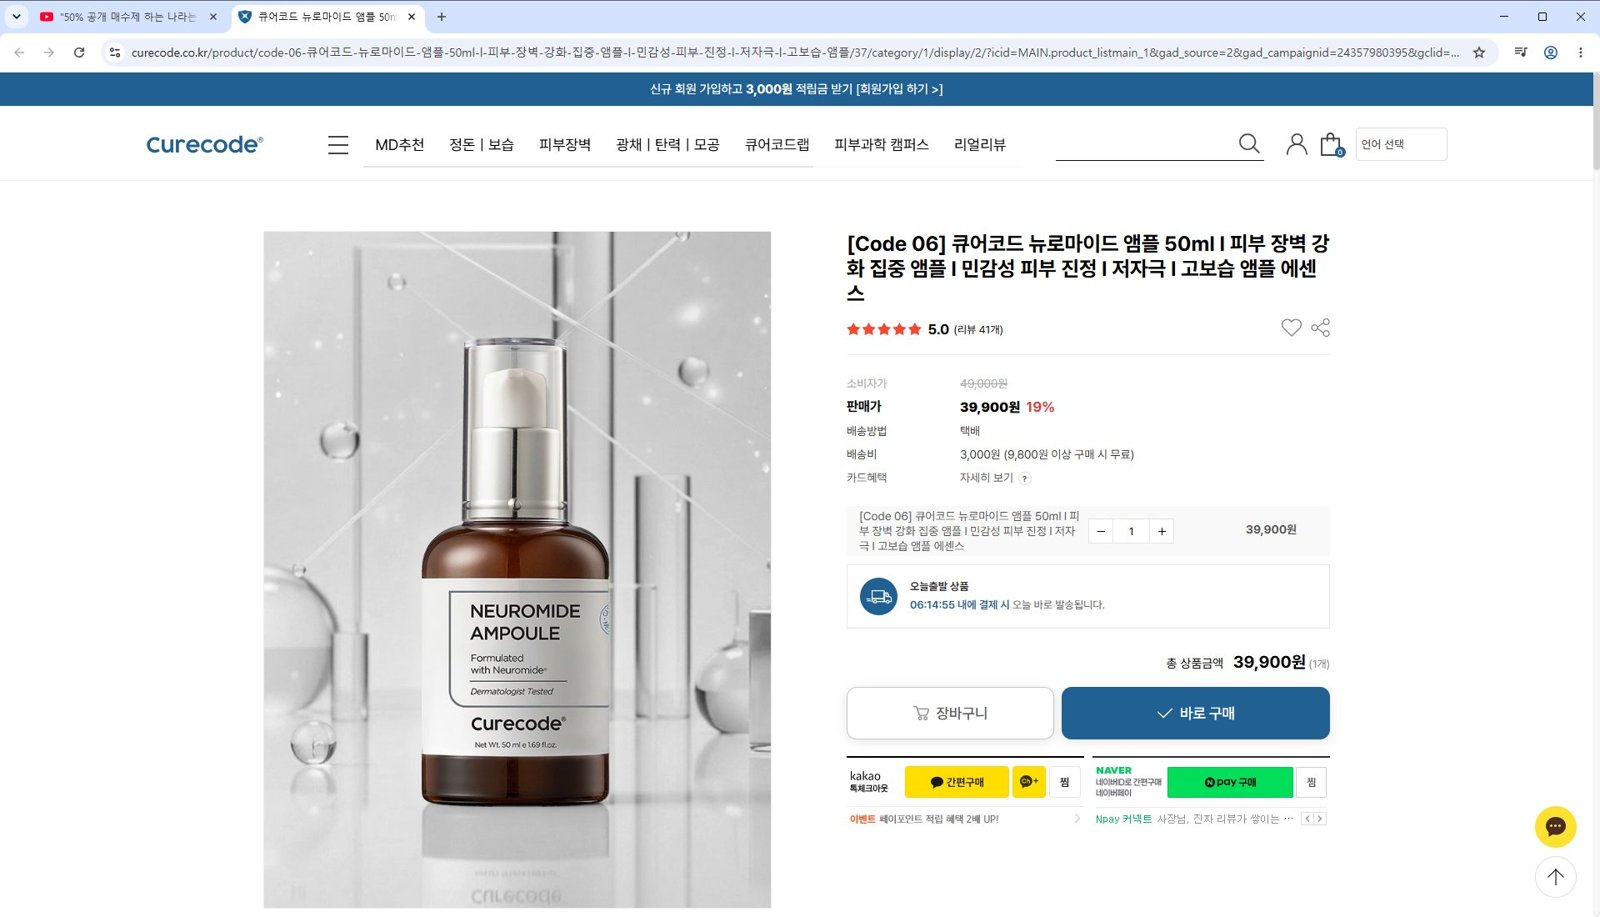 "50% 공개 매수제 하는 나라는
큐어코드 뉴로마이드 앰플 50m
curecode.co.kr/product/code-06-큐어코드-뉴로마이드-앰플-50ml-l-피부-장벽-강화-집중-앰플-l-민감성-피부-진정-l-저자극-l-고보습-앰플/37/category/1/display/2/?icid=MAIN.product_listmain_1&gad_source=2&gad_campaignid=24357980395&gclid=...
신규 회원 가입하고 3,000원 적립금 받기 [회원가입 하기 >]
Curecode®
MD추천
정돈 | 보습
피부장벽
광채 | 탄력 | 모공
큐어코드랩
피부과학 캠퍼스
리얼리뷰
0
언어 선택
[Code 06] 큐어코드 뉴로마이드 앰플 50ml l 피부 장벽 강
화 집중 앰플 l 민감성 피부 진정 l 저자극 l 고보습 앰플 에센
스
5.0 (리뷰 41개)
소비자가 49,000원
판매가 39,900원 19%
배송방법 택배
배송비 3,000원 (9,800원 이상 구매 시 무료)
카드혜택 자세히 보기 ?
[Code 06] 큐어코드 뉴로마이드 앰플 50ml l 피
부 장벽 강화 집중 앰플 l 민감성 피부 진정 l 저자
극 l 고보습 앰플 에센스
− 1 +
39,900원
오늘출발 상품
06:14:55 내에 결제 시 오늘 바로 발송됩니다.
총 상품금액 39,900원 (1개)
장바구니
바로 구매
kakao
톡체크아웃
간편구매
Ch+
찜
이벤트 페이포인트 적립 혜택 2배 UP!
NAVER
네이버ID로 간편구매
네이버페이
N pay 구매
찜
Npay 커넥트 사장님, 진짜 리뷰가 쌓이는 ...
NEUROMIDE
AMPOULE
Formulated
with Neuromide®
Dermatologist Tested
Curecode®
Net Wt. 50 ml e 1.69 fl.oz.